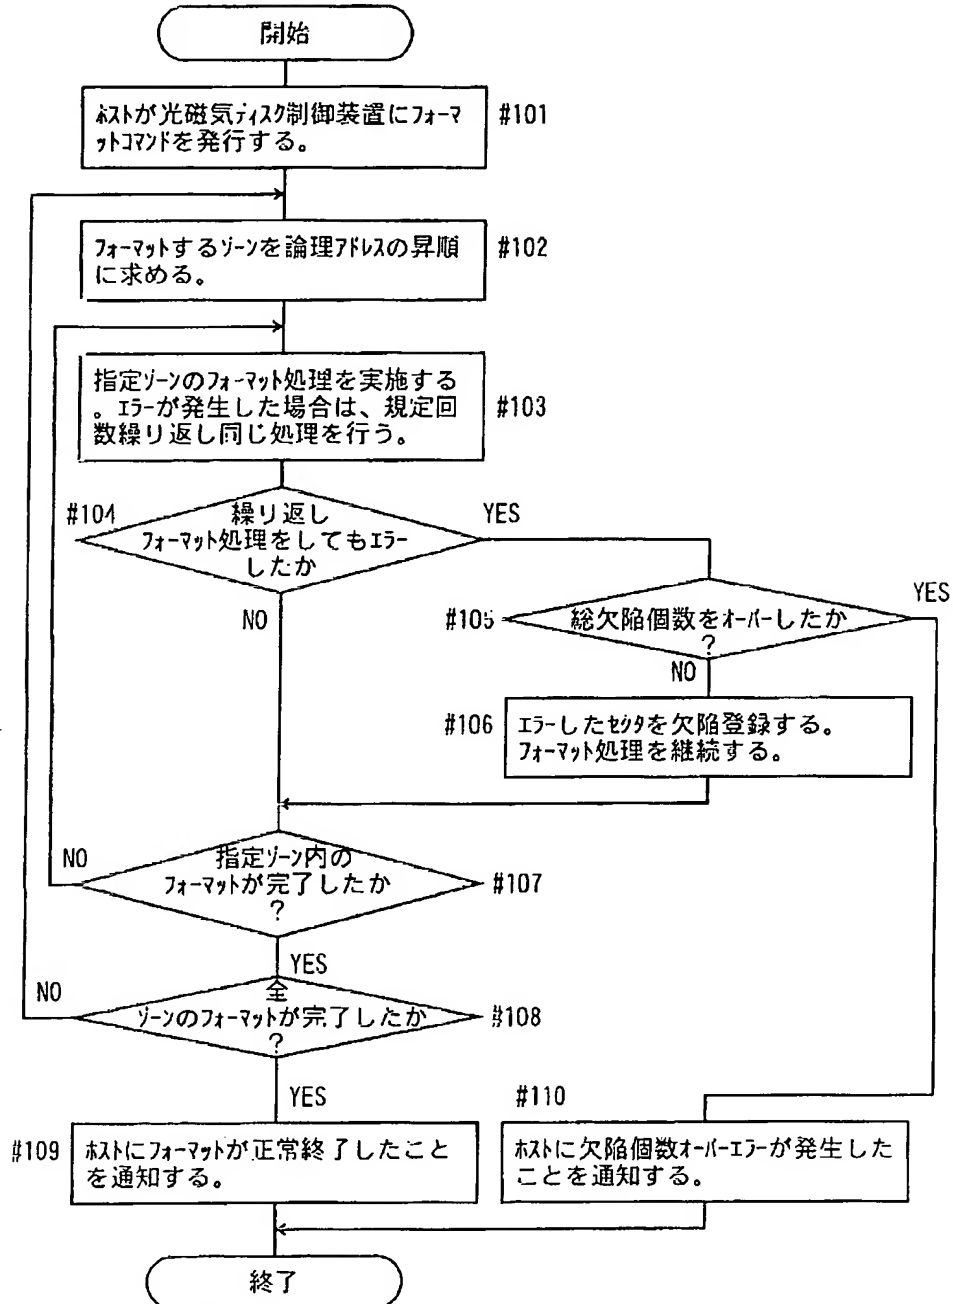 開始
ﾎｽﾄが光磁気ﾃﾞｨｽｸ制御装置にﾌｫｰﾏ
ｯﾄｺﾏﾝﾄﾞを発行する。
#101
ﾌｫｰﾏｯﾄするｿﾞｰﾝを論理ｱﾄﾞﾚｽの昇順
に求める。
#102
指定ｿﾞｰﾝのﾌｫｰﾏｯﾄ処理を実施する
。ｴﾗｰが発生した場合は、規定回
数繰り返し同じ処理を行う。
#103
#104
繰り返し
ﾌｫｰﾏｯﾄ処理をしてもｴﾗｰ
したか
YES
NO
#105
総欠陥個数をｵｰﾊﾞｰしたか
?
YES
NO
#106
ｴﾗｰしたｾｸﾀを欠陥登録する。
ﾌｫｰﾏｯﾄ処理を継続する。
NO
指定ｿﾞｰﾝ内の
ﾌｫｰﾏｯﾄが完了したか
?
#107
YES
NO
全
ｿﾞｰﾝのﾌｫｰﾏｯﾄが完了したか
?
#108
YES
#109
ﾎｽﾄにﾌｫｰﾏｯﾄが正常終了したこと
を通知する。
#110
ﾎｽﾄに欠陥個数ｵｰﾊﾞｰｴﾗｰが発生した
ことを通知する。
終了